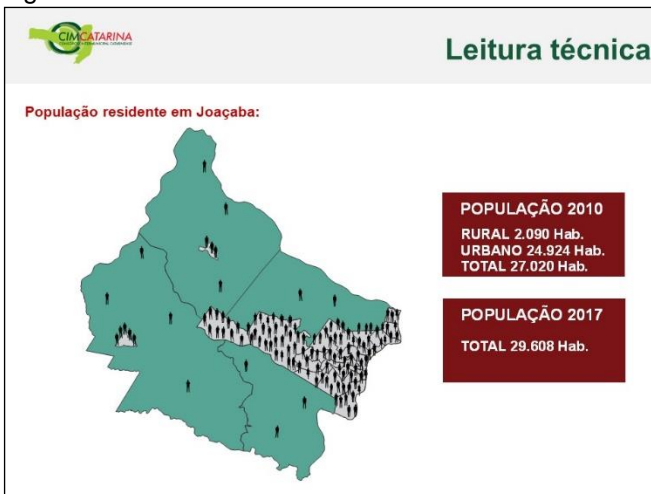 CIMCATARINA
Leitura técnica
População residente em Joaçaba:
POPULAÇÃO 2010
RURAL 2.090 Hab.
URBANO 24.924 Hab.
TOTAL 27.020 Hab.
POPULAÇÃO 2017
TOTAL 29.608 Hab.